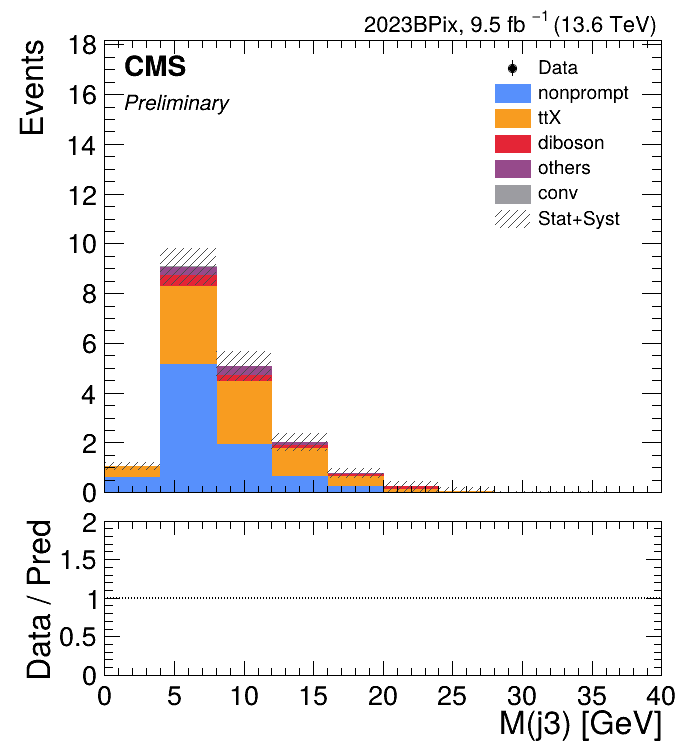 2023BPix, 9.5 fb⁻¹ (13.6 TeV)
CMS
Preliminary
Events
18
16
14
12
10
8
6
4
2
0
Data
nonprompt
ttX
diboson
others
conv
Stat+Syst
Data / Pred
2
1.5
1
0.5
0
0 5 10 15 20 25 30 35 40
M(j3) [GeV]